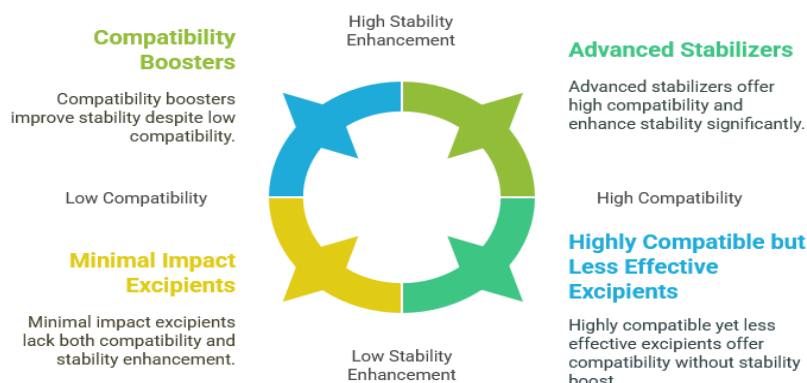 High Stability
Enhancement
Compatibility
Boosters
Compatibility boosters
improve stability despite low
compatibility.
Advanced Stabilizers
Advanced stabilizers offer
high compatibility and
enhance stability significantly.
Low Compatibility
High Compatibility
Minimal Impact
Excipients
Minimal impact excipients
lack both compatibility and
stability enhancement.
Highly Compatible but
Less Effective
Excipients
Highly compatible yet less
effective excipients offer
compatibility without stability
boost.
Low Stability
Enhancement